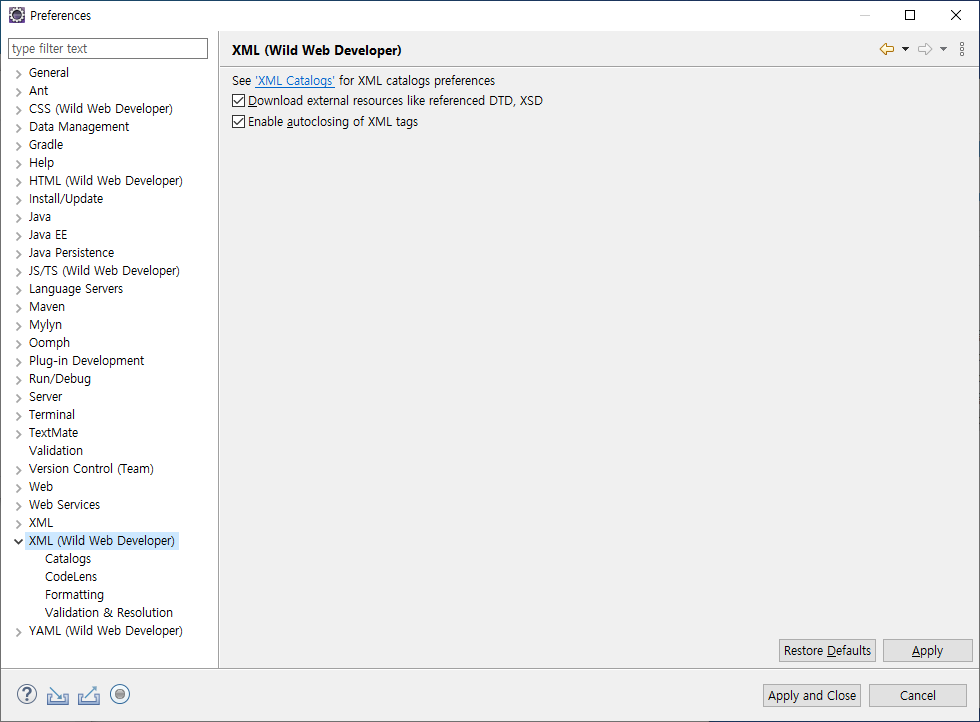 Preferences
type filter text
General
Ant
CSS (Wild Web Developer)
Data Management
Gradle
Help
HTML (Wild Web Developer)
Install/Update
Java
Java EE
Java Persistence
JS/TS (Wild Web Developer)
Language Servers
Maven
Mylyn
Oomph
Plug-in Development
Run/Debug
Server
Terminal
TextMate
Validation
Version Control (Team)
Web
Web Services
XML
XML (Wild Web Developer)
Catalogs
CodeLens
Formatting
Validation & Resolution
YAML (Wild Web Developer)
XML (Wild Web Developer)
See 'XML Catalogs' for XML catalogs preferences
Download external resources like referenced DTD, XSD
Enable autoclosing of XML tags
Restore Defaults
Apply
?
Apply and Close
Cancel